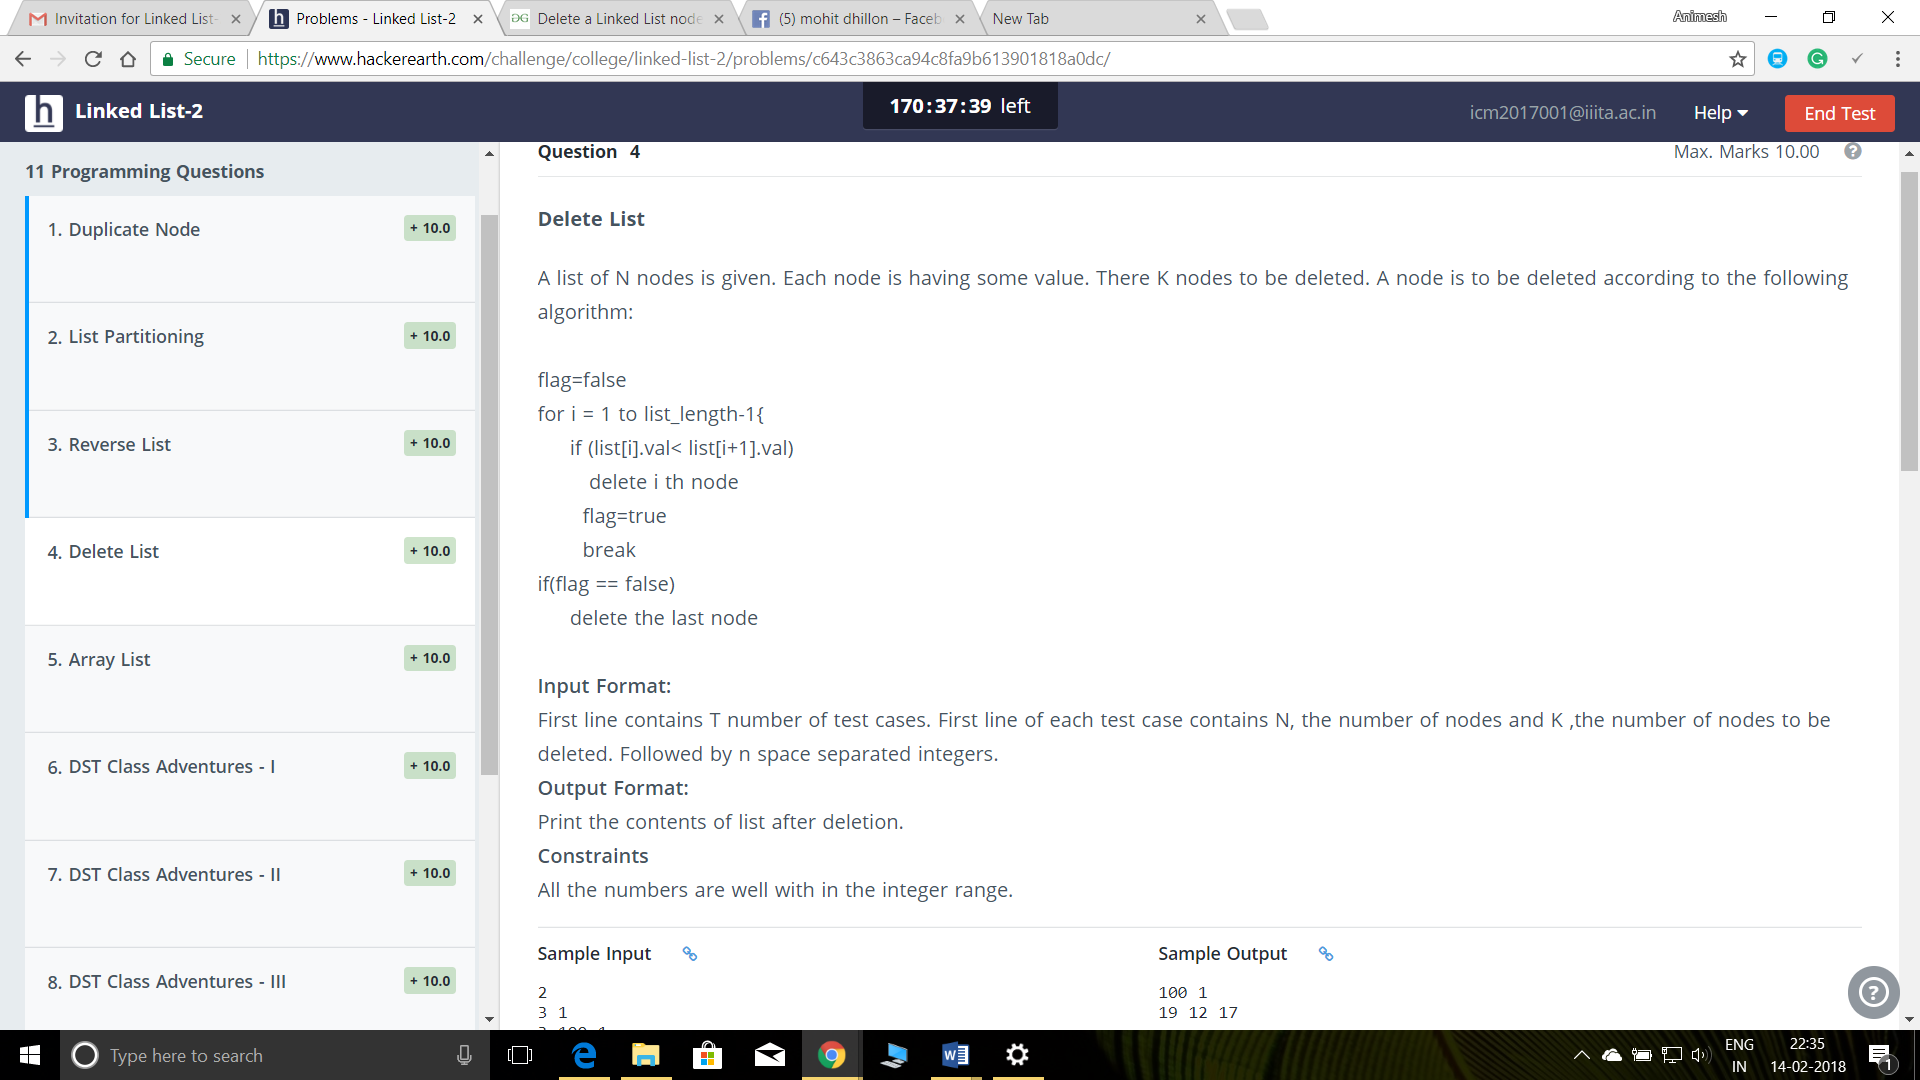 Invitation for Linked List-
Problems - Linked List-2
Delete a Linked List node
(5) mohit dhillon – Faceb
New Tab
Animesh
Secure
https://www.hackerearth.com/challenge/college/linked-list-2/problems/c643c3863ca94c8fa9b613901818a0dc/
h Linked List-2
170:37:39 left
icm2017001@iiita.ac.in
Help
End Test
11 Programming Questions
1. Duplicate Node + 10.0
2. List Partitioning + 10.0
3. Reverse List + 10.0
4. Delete List + 10.0
5. Array List + 10.0
6. DST Class Adventures - I + 10.0
7. DST Class Adventures - II + 10.0
8. DST Class Adventures - III + 10.0
Question 4
Max. Marks 10.00 ?
Delete List
A list of N nodes is given. Each node is having some value. There K nodes to be deleted. A node is to be deleted according to the following
algorithm:
flag=false
for i = 1 to list_length-1{
if (list[i].val< list[i+1].val)
delete i th node
flag=true
break
if(flag == false)
delete the last node
Input Format:
First line contains T number of test cases. First line of each test case contains N, the number of nodes and K ,the number of nodes to be
deleted. Followed by n space separated integers.
Output Format:
Print the contents of list after deletion.
Constraints
All the numbers are well with in the integer range.
Sample Input
2
3 1
Sample Output
100 1
19 12 17
?
Type here to search
ENG
IN
22:35
14-02-2018
1